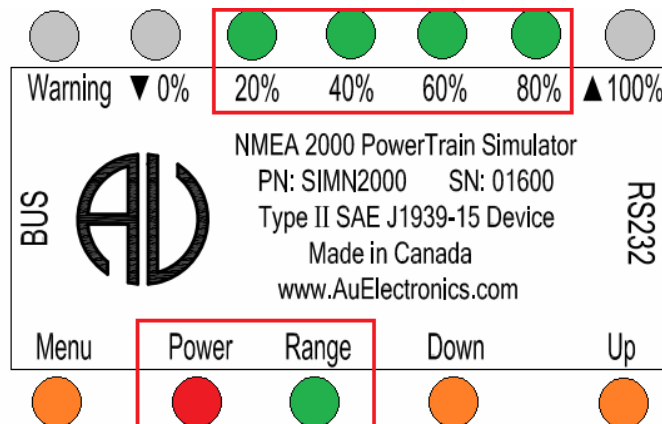 Warning ▼ 0% 20% 40% 60% 80% ▲ 100%
NMEA 2000 PowerTrain Simulator
PN: SIMN2000 SN: 01600
Type II SAE J1939-15 Device
Made in Canada
www.AuElectronics.com
BUS
AU
RS232
Menu Power Range Down Up